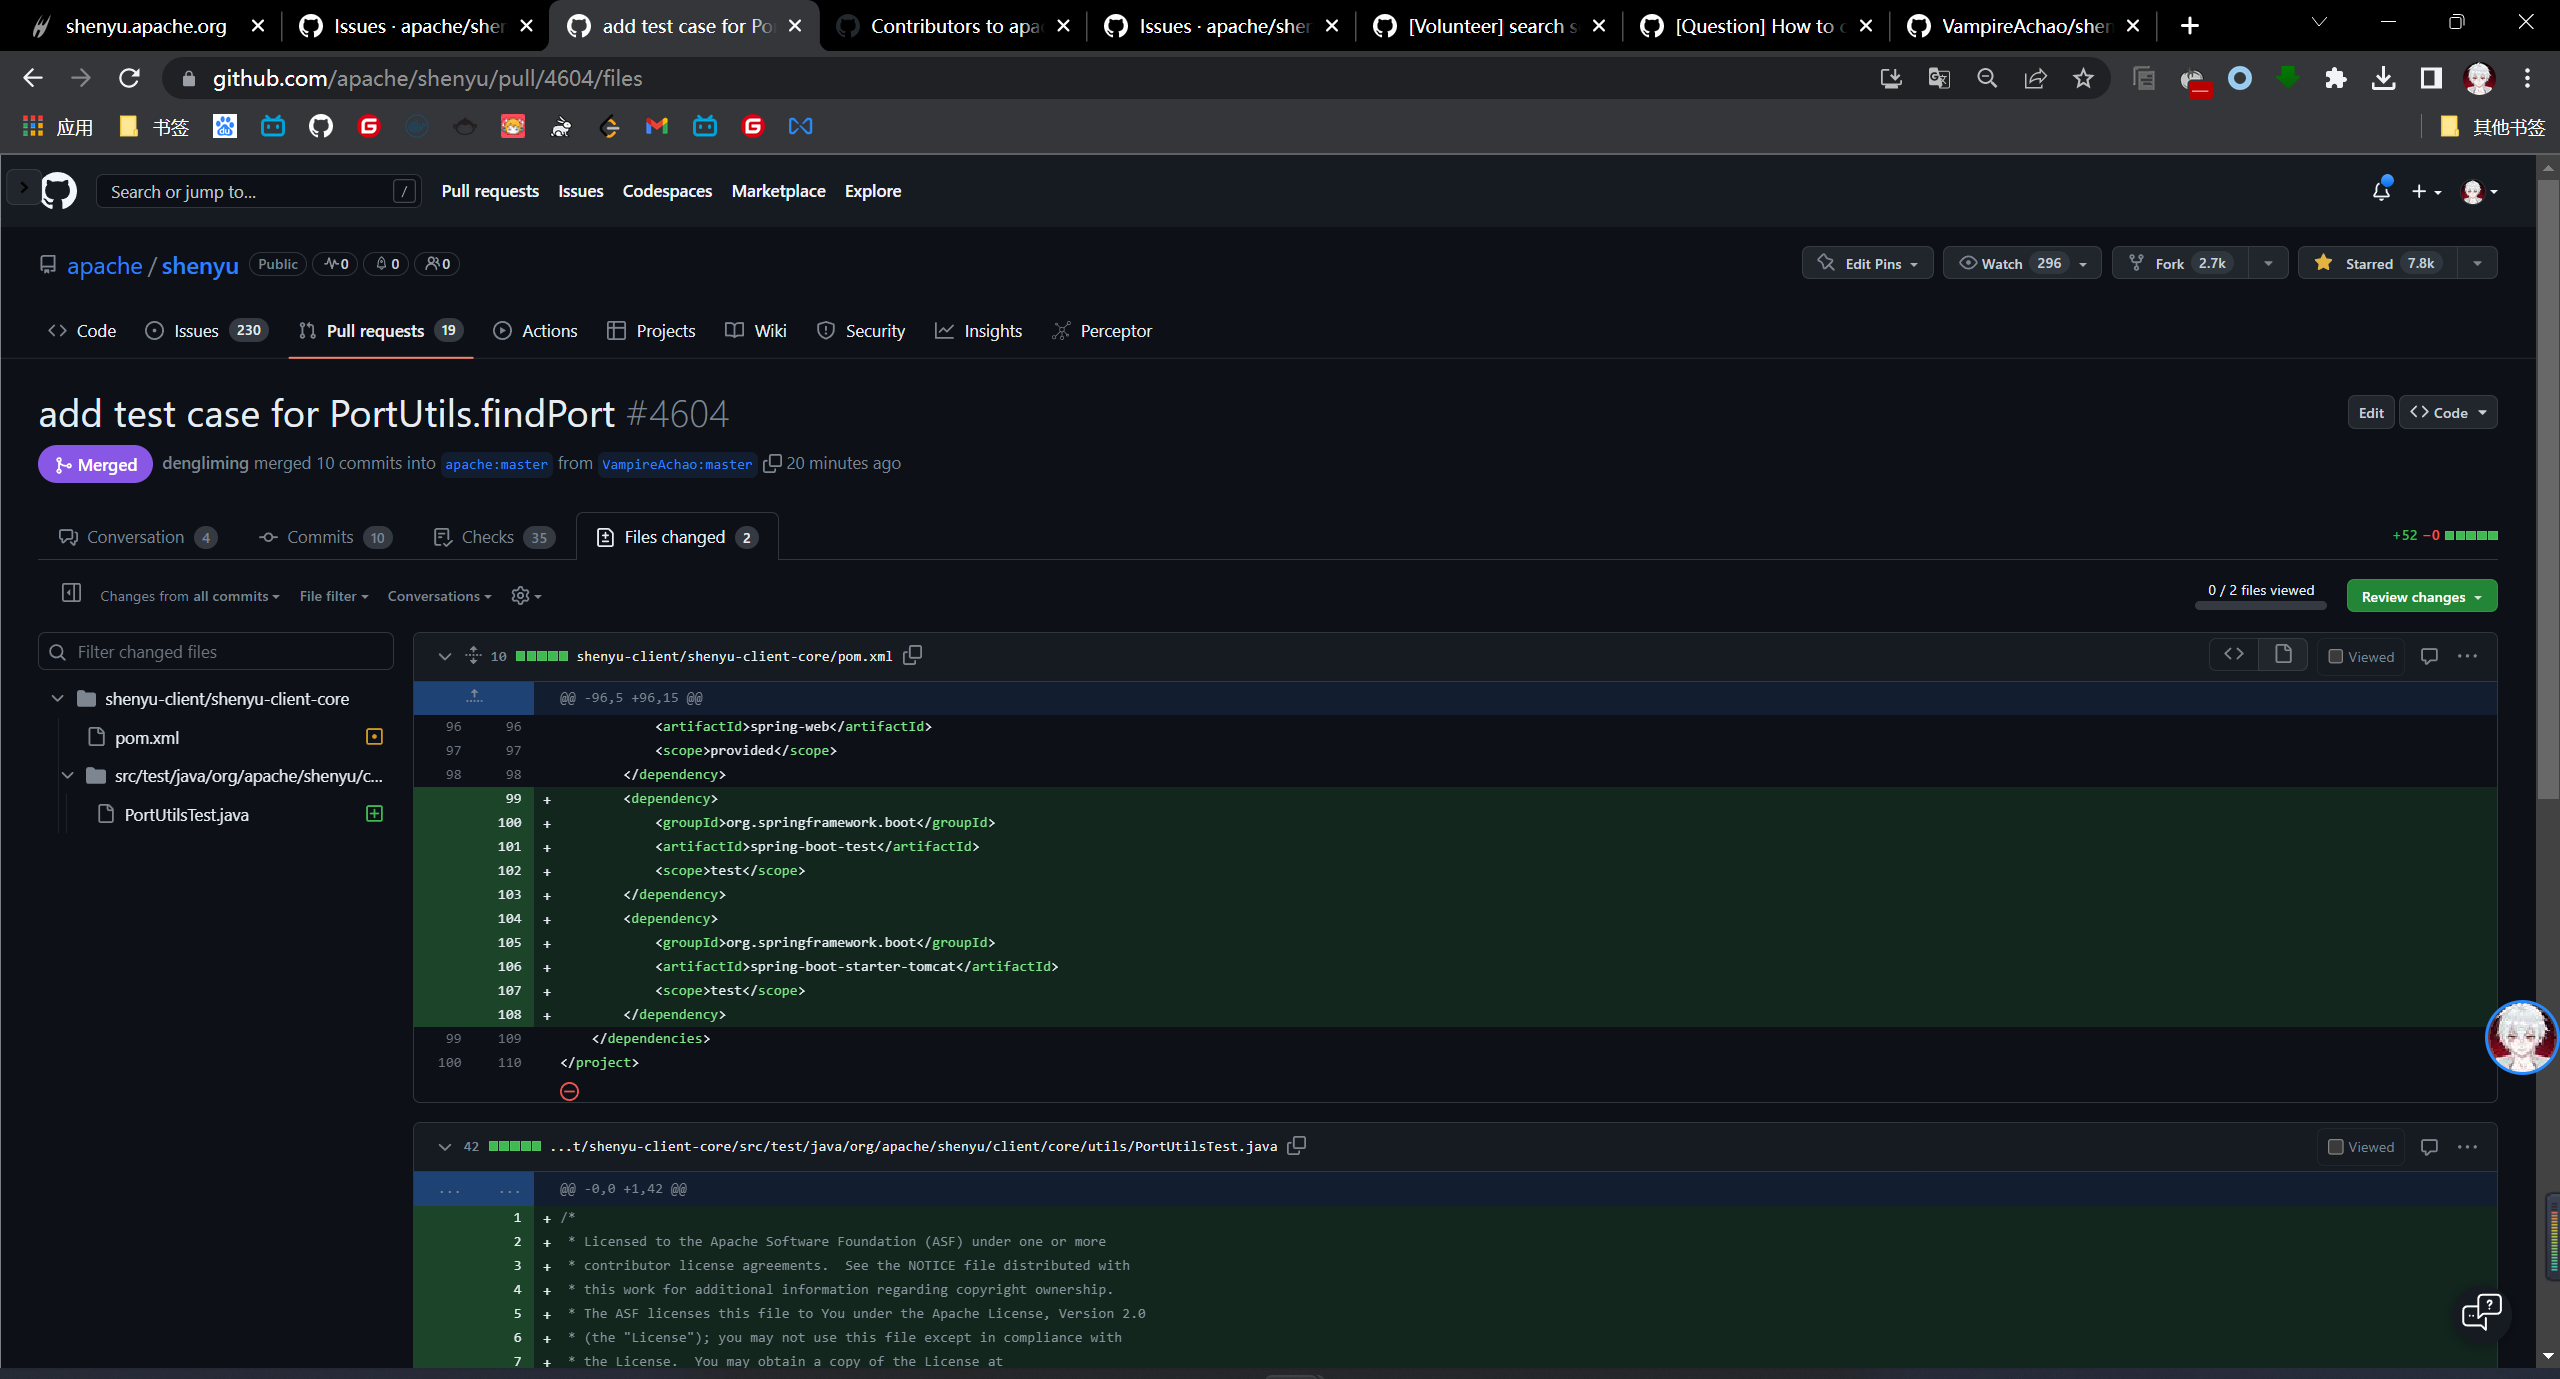 shenyu.apache.org
Issues · apache/shen
add test case for Po
Contributors to apa
Issues · apache/shen
[Volunteer] search s
[Question] How to c
VampireAchao/shen
github.com/apache/shenyu/pull/4604/files
应用
书签
其他书签
Search or jump to...
/
Pull requests
Issues
Codespaces
Marketplace
Explore
apache / shenyu
Public
0
0
0
Edit Pins
Watch 296
Fork 2.7k
Starred 7.8k
Code
Issues 230
Pull requests 19
Actions
Projects
Wiki
Security
Insights
Perceptor
add test case for PortUtils.findPort #4604
Edit
Code
Merged
dengliming merged 10 commits into apache:master from VampireAchao:master 20 minutes ago
Conversation 4
Commits 10
Checks 35
Files changed 2
+52 −0
Changes from all commits
File filter
Conversations
0 / 2 files viewed
Review changes
Filter changed files
shenyu-client/shenyu-client-core
pom.xml
src/test/java/org/apache/shenyu/c...
PortUtilsTest.java
10 shenyu-client/shenyu-client-core/pom.xml
Viewed
@@ -96,5 +96,15 @@
96 96 <artifactId>spring-web</artifactId>
97 97 <scope>provided</scope>
98 98 </dependency>
99 + <dependency>
100 + <groupId>org.springframework.boot</groupId>
101 + <artifactId>spring-boot-test</artifactId>
102 + <scope>test</scope>
103 + </dependency>
104 + <dependency>
105 + <groupId>org.springframework.boot</groupId>
106 + <artifactId>spring-boot-starter-tomcat</artifactId>
107 + <scope>test</scope>
108 + </dependency>
99 109 </dependencies>
100 110 </project>
42 ...t/shenyu-client-core/src/test/java/org/apache/shenyu/client/core/utils/PortUtilsTest.java
Viewed
... ... @@ -0,0 +1,42 @@
1 + /*
2 + * Licensed to the Apache Software Foundation (ASF) under one or more
3 + * contributor license agreements.  See the NOTICE file distributed with
4 + * this work for additional information regarding copyright ownership.
5 + * The ASF licenses this file to You under the Apache License, Version 2.0
6 + * (the "License"); you may not use this file except in compliance with
7 + * the License.  You may obtain a copy of the License at